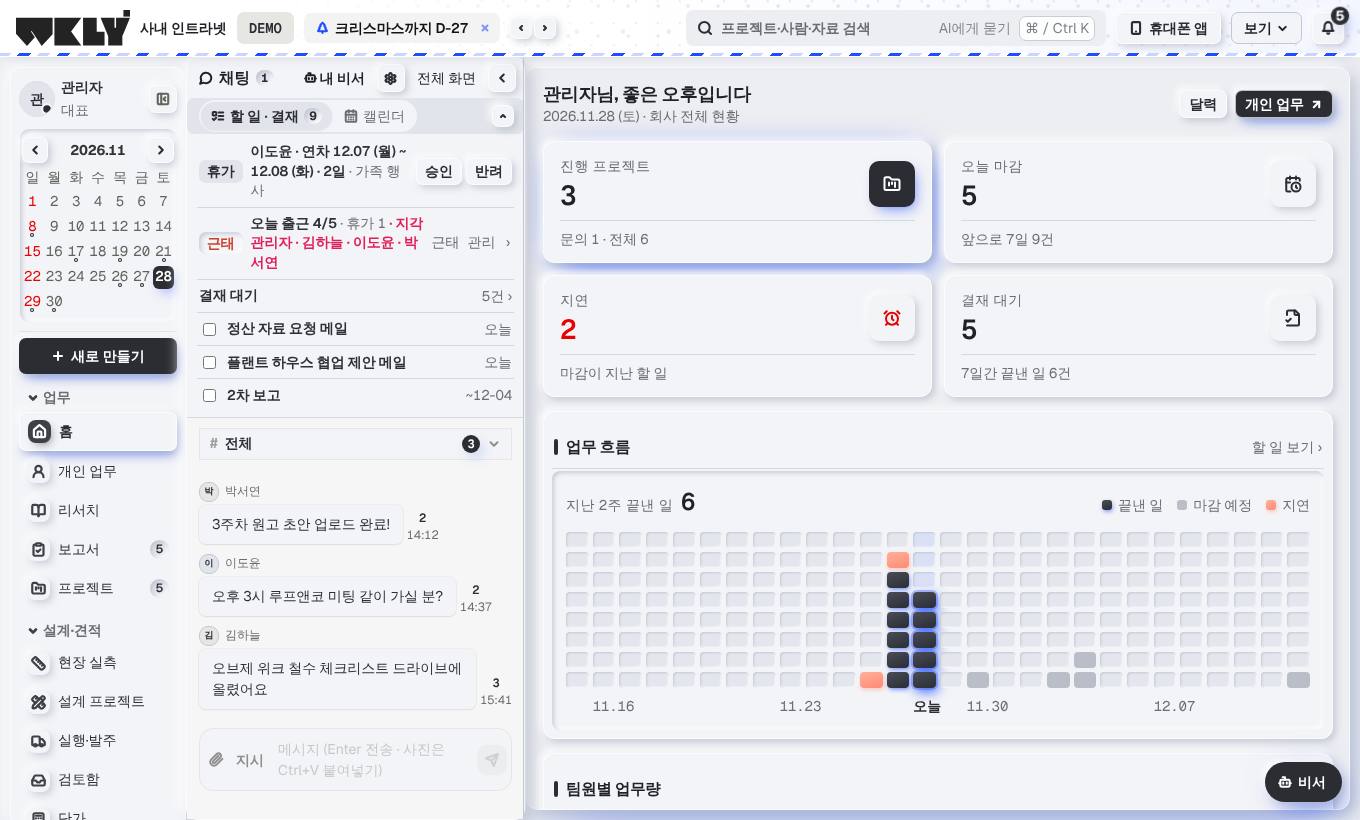 WKLY 사내 인트라넷 DEMO 크리스마스까지 D-27 × ‹ › 프로젝트·사람·자료 검색 AI에게 묻기 ⌘ / Ctrl K 휴대폰 앱 보기 5
관 관리자
대표
2026.11
일 월 화 수 목 금 토
1 2 3 4 5 6 7
8 9 10 11 12 13 14
15 16 17 18 19 20 21
22 23 24 25 26 27 28
29 30
+ 새로 만들기
업무
홈
개인 업무
리서치
보고서 5
프로젝트 5
설계·견적
현장 실측
설계 프로젝트
실행·발주
검토함
단가
채팅 1 내 비서 전체 화면
할 일 · 결재 9 캘린더
휴가 이도윤 · 연차 12.07 (월) ~
12.08 (화) · 2일 · 가족 행
사
승인 반려
근태 오늘 출근 4/5 · 휴가 1 · 지각
관리자 · 김하늘 · 이도윤 · 박
서연
근태 관리 ›
결재 대기 5건 ›
정산 자료 요청 메일 오늘
플랜트 하우스 협업 제안 메일 오늘
2차 보고 ~12-04
# 전체 3
박 박서연
3주차 원고 초안 업로드 완료! 2
14:12
이 이도윤
오후 3시 루프앤코 미팅 같이 가실 분? 2
14:37
김 김하늘
오브제 위크 철수 체크리스트 드라이브에
올렸어요
3
15:41
지시 메시지 (Enter 전송 · 사진은
Ctrl+V 붙여넣기)
관리자님, 좋은 오후입니다
2026.11.28 (토) · 회사 전체 현황
달력 개인 업무
진행 프로젝트
3
문의 1 · 전체 6
오늘 마감
5
앞으로 7일 9건
지연
2
마감이 지난 할 일
결재 대기
5
7일간 끝낸 일 6건
업무 흐름 할 일 보기 ›
지난 2주 끝낸 일 6 끝낸 일 마감 예정 지연
11.16 11.23 오늘 11.30 12.07
팀원별 업무량
비서